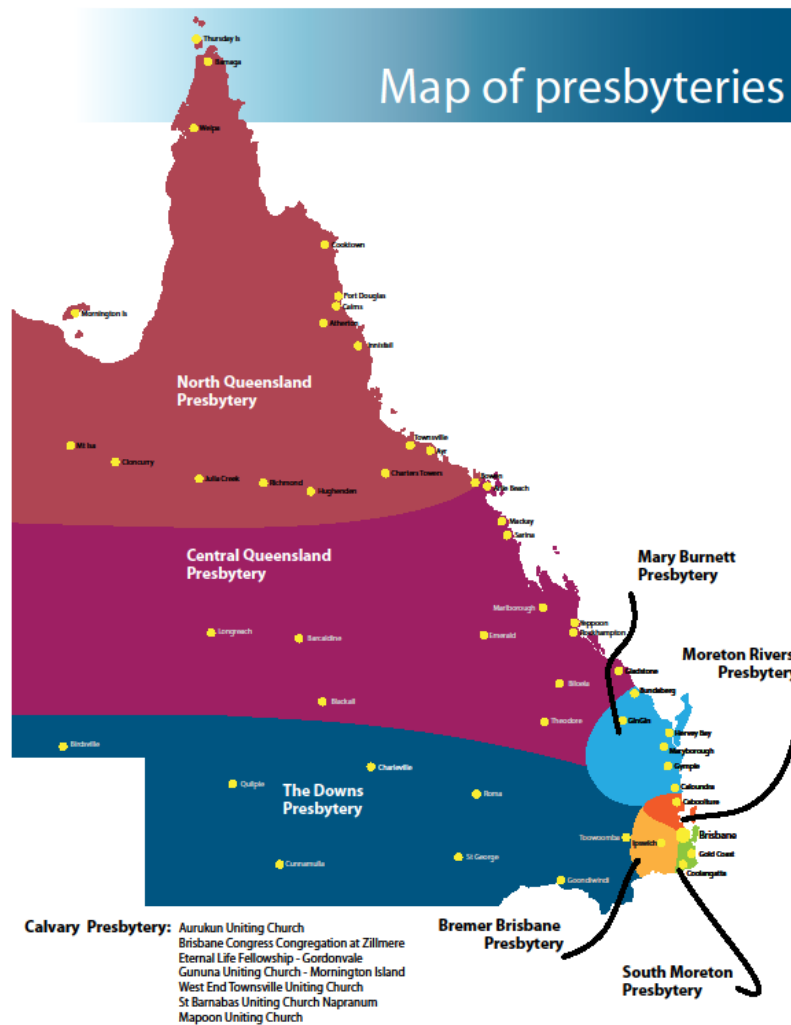 Map of presbyteries
Thursday Is
Bamaga
Weipa
Cooktown
Port Douglas
Cairns
Mornington Is
Atherton
Innisfail
North Queensland
Presbytery
Townsville
Mt Isa
Ayr
Cloncurry
Charters Towers
Julia Creek
Richmond
Bowen
Hughenden
Airlie Beach
Mackay
Sarina
Central Queensland
Presbytery
Mary Burnett
Presbytery
Marlborough
Yeppoon
Longreach
Barcaldine
Emerald
Rockhampton
Moreton Rivers
Presbytery
Gladstone
Biloela
Bundaberg
Blackall
Theodore
GinGin
Hervey Bay
Birdsville
Maryborough
Charleville
Gympie
Quilpie
The Downs
Presbytery
Roma
Caloundra
Caboolture
Toowoomba
Ipswich
Brisbane
Cunnamulla
St George
Gold Coast
Coolangatta
Goondiwindi
Bremer Brisbane
Presbytery
South Moreton
Presbytery
Calvary Presbytery: Aurukun Uniting Church
Brisbane Congress Congregation at Zillmere
Eternal Life Fellowship - Gordonvale
Gununa Uniting Church - Mornington Island
West End Townsville Uniting Church
St Barnabas Uniting Church Napranum
Mapoon Uniting Church